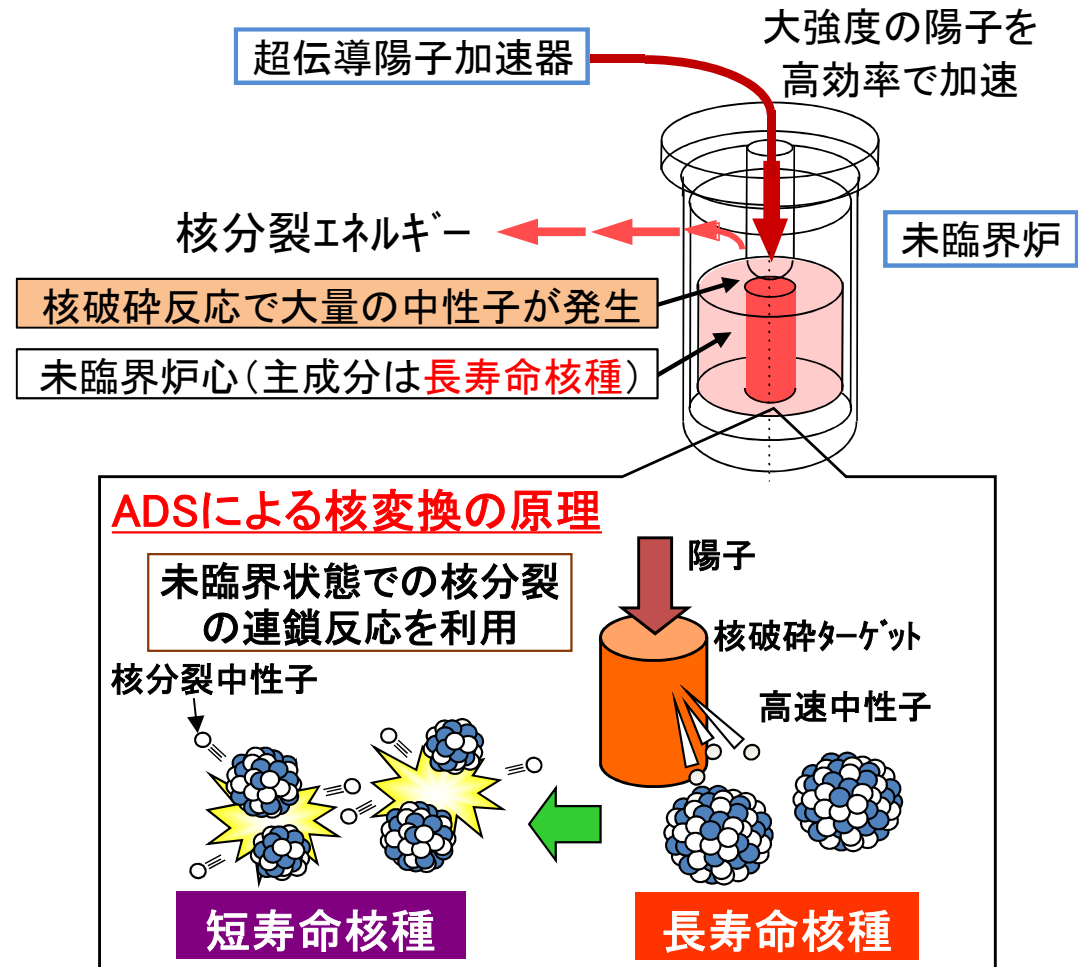 超伝導陽子加速器
大強度の陽子を
高効率で加速
核分裂ｴﾈﾙｷﾞｰ
未臨界炉
核破砕反応で大量の中性子が発生
未臨界炉心（主成分は長寿命核種）
ADSによる核変換の原理
未臨界状態での核分裂
の連鎖反応を利用
陽子
核破砕ﾀｰｹﾞｯﾄ
核分裂中性子
高速中性子
短寿命核種
長寿命核種